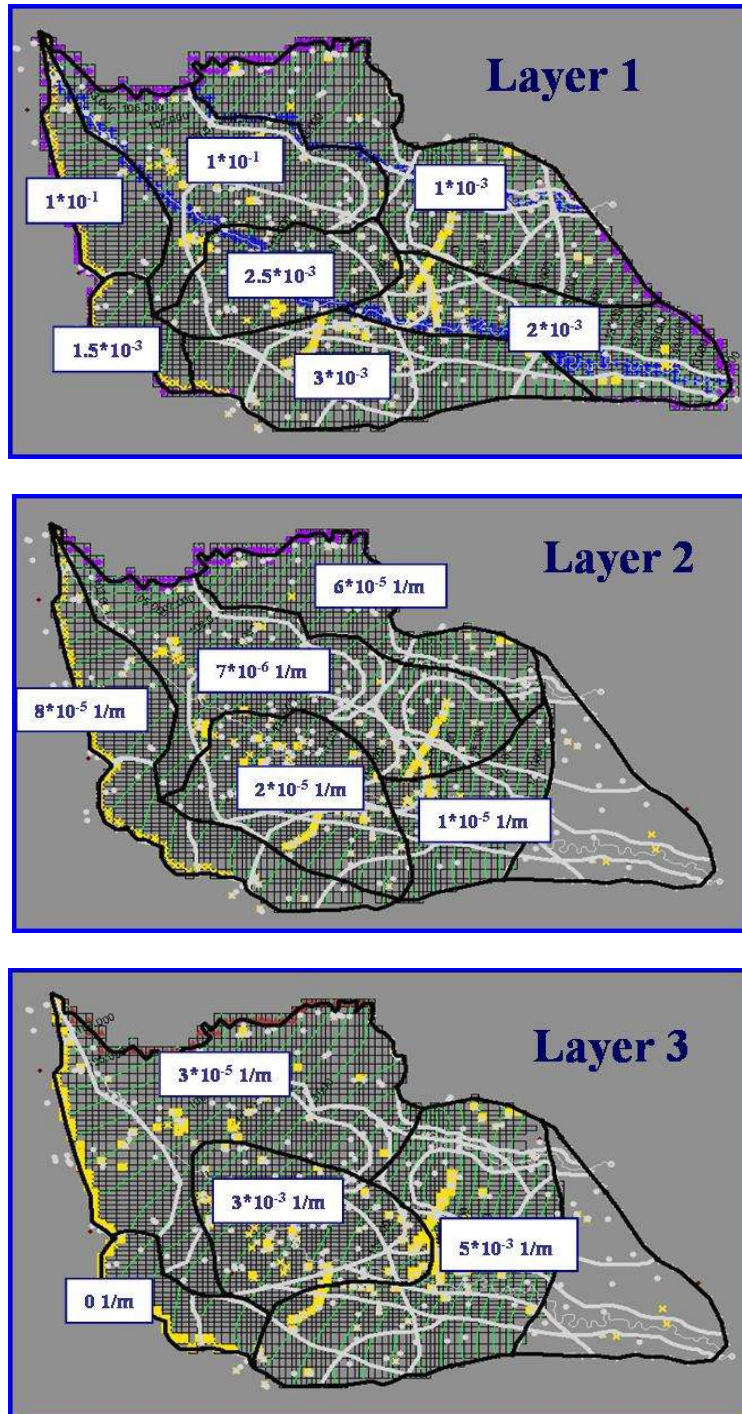 Layer 1
1*10-1
1*10-1
1*10-3
2.5*10-3
2*10-3
1.5*10-3
3*10-3
Layer 2
6*10-5 1/m
7*10-6 1/m
8*10-5 1/m
2*10-5 1/m
1*10-5 1/m
Layer 3
3*10-5 1/m
3*10-3 1/m
5*10-3 1/m
0 1/m